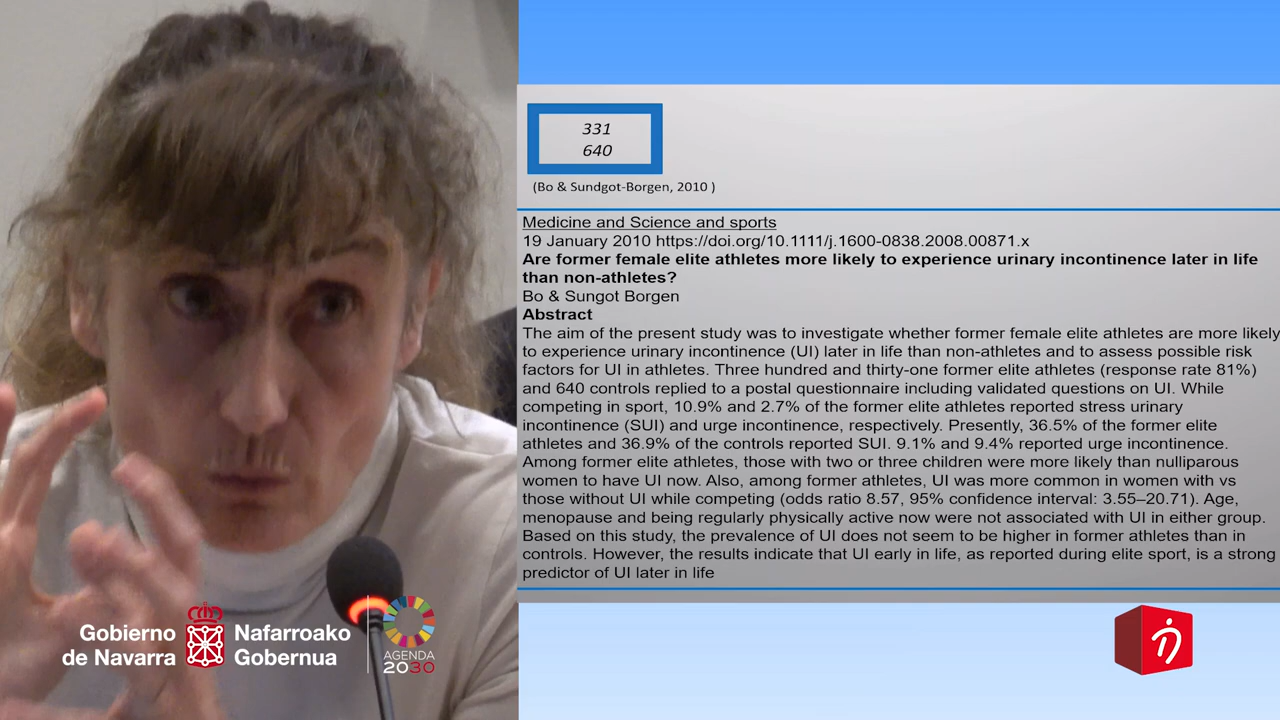 331
640
(Bo & Sundgot-Borgen, 2010 )
Medicine and Science and sports
19 January 2010 https://doi.org/10.1111/j.1600-0838.2008.00871.x
Are former female elite athletes more likely to experience urinary incontinence later in life
than non-athletes?
Bo & Sungot Borgen
Abstract
The aim of the present study was to investigate whether former female elite athletes are more likely
to experience urinary incontinence (UI) later in life than non-athletes and to assess possible risk
factors for UI in athletes. Three hundred and thirty-one former elite athletes (response rate 81%)
and 640 controls replied to a postal questionnaire including validated questions on UI. While
competing in sport, 10.9% and 2.7% of the former elite athletes reported stress urinary
incontinence (SUI) and urge incontinence, respectively. Presently, 36.5% of the former elite
athletes and 36.9% of the controls reported SUI. 9.1% and 9.4% reported urge incontinence.
Among former elite athletes, those with two or three children were more likely than nulliparous
women to have UI now. Also, among former athletes, UI was more common in women with vs
those without UI while competing (odds ratio 8.57, 95% confidence interval: 3.55–20.71). Age,
menopause and being regularly physically active now were not associated with UI in either group.
Based on this study, the prevalence of UI does not seem to be higher in former athletes than in
controls. However, the results indicate that UI early in life, as reported during elite sport, is a strong
predictor of UI later in life
Gobierno
de Navarra
Nafarroako
Gobernua
AGENDA
2030